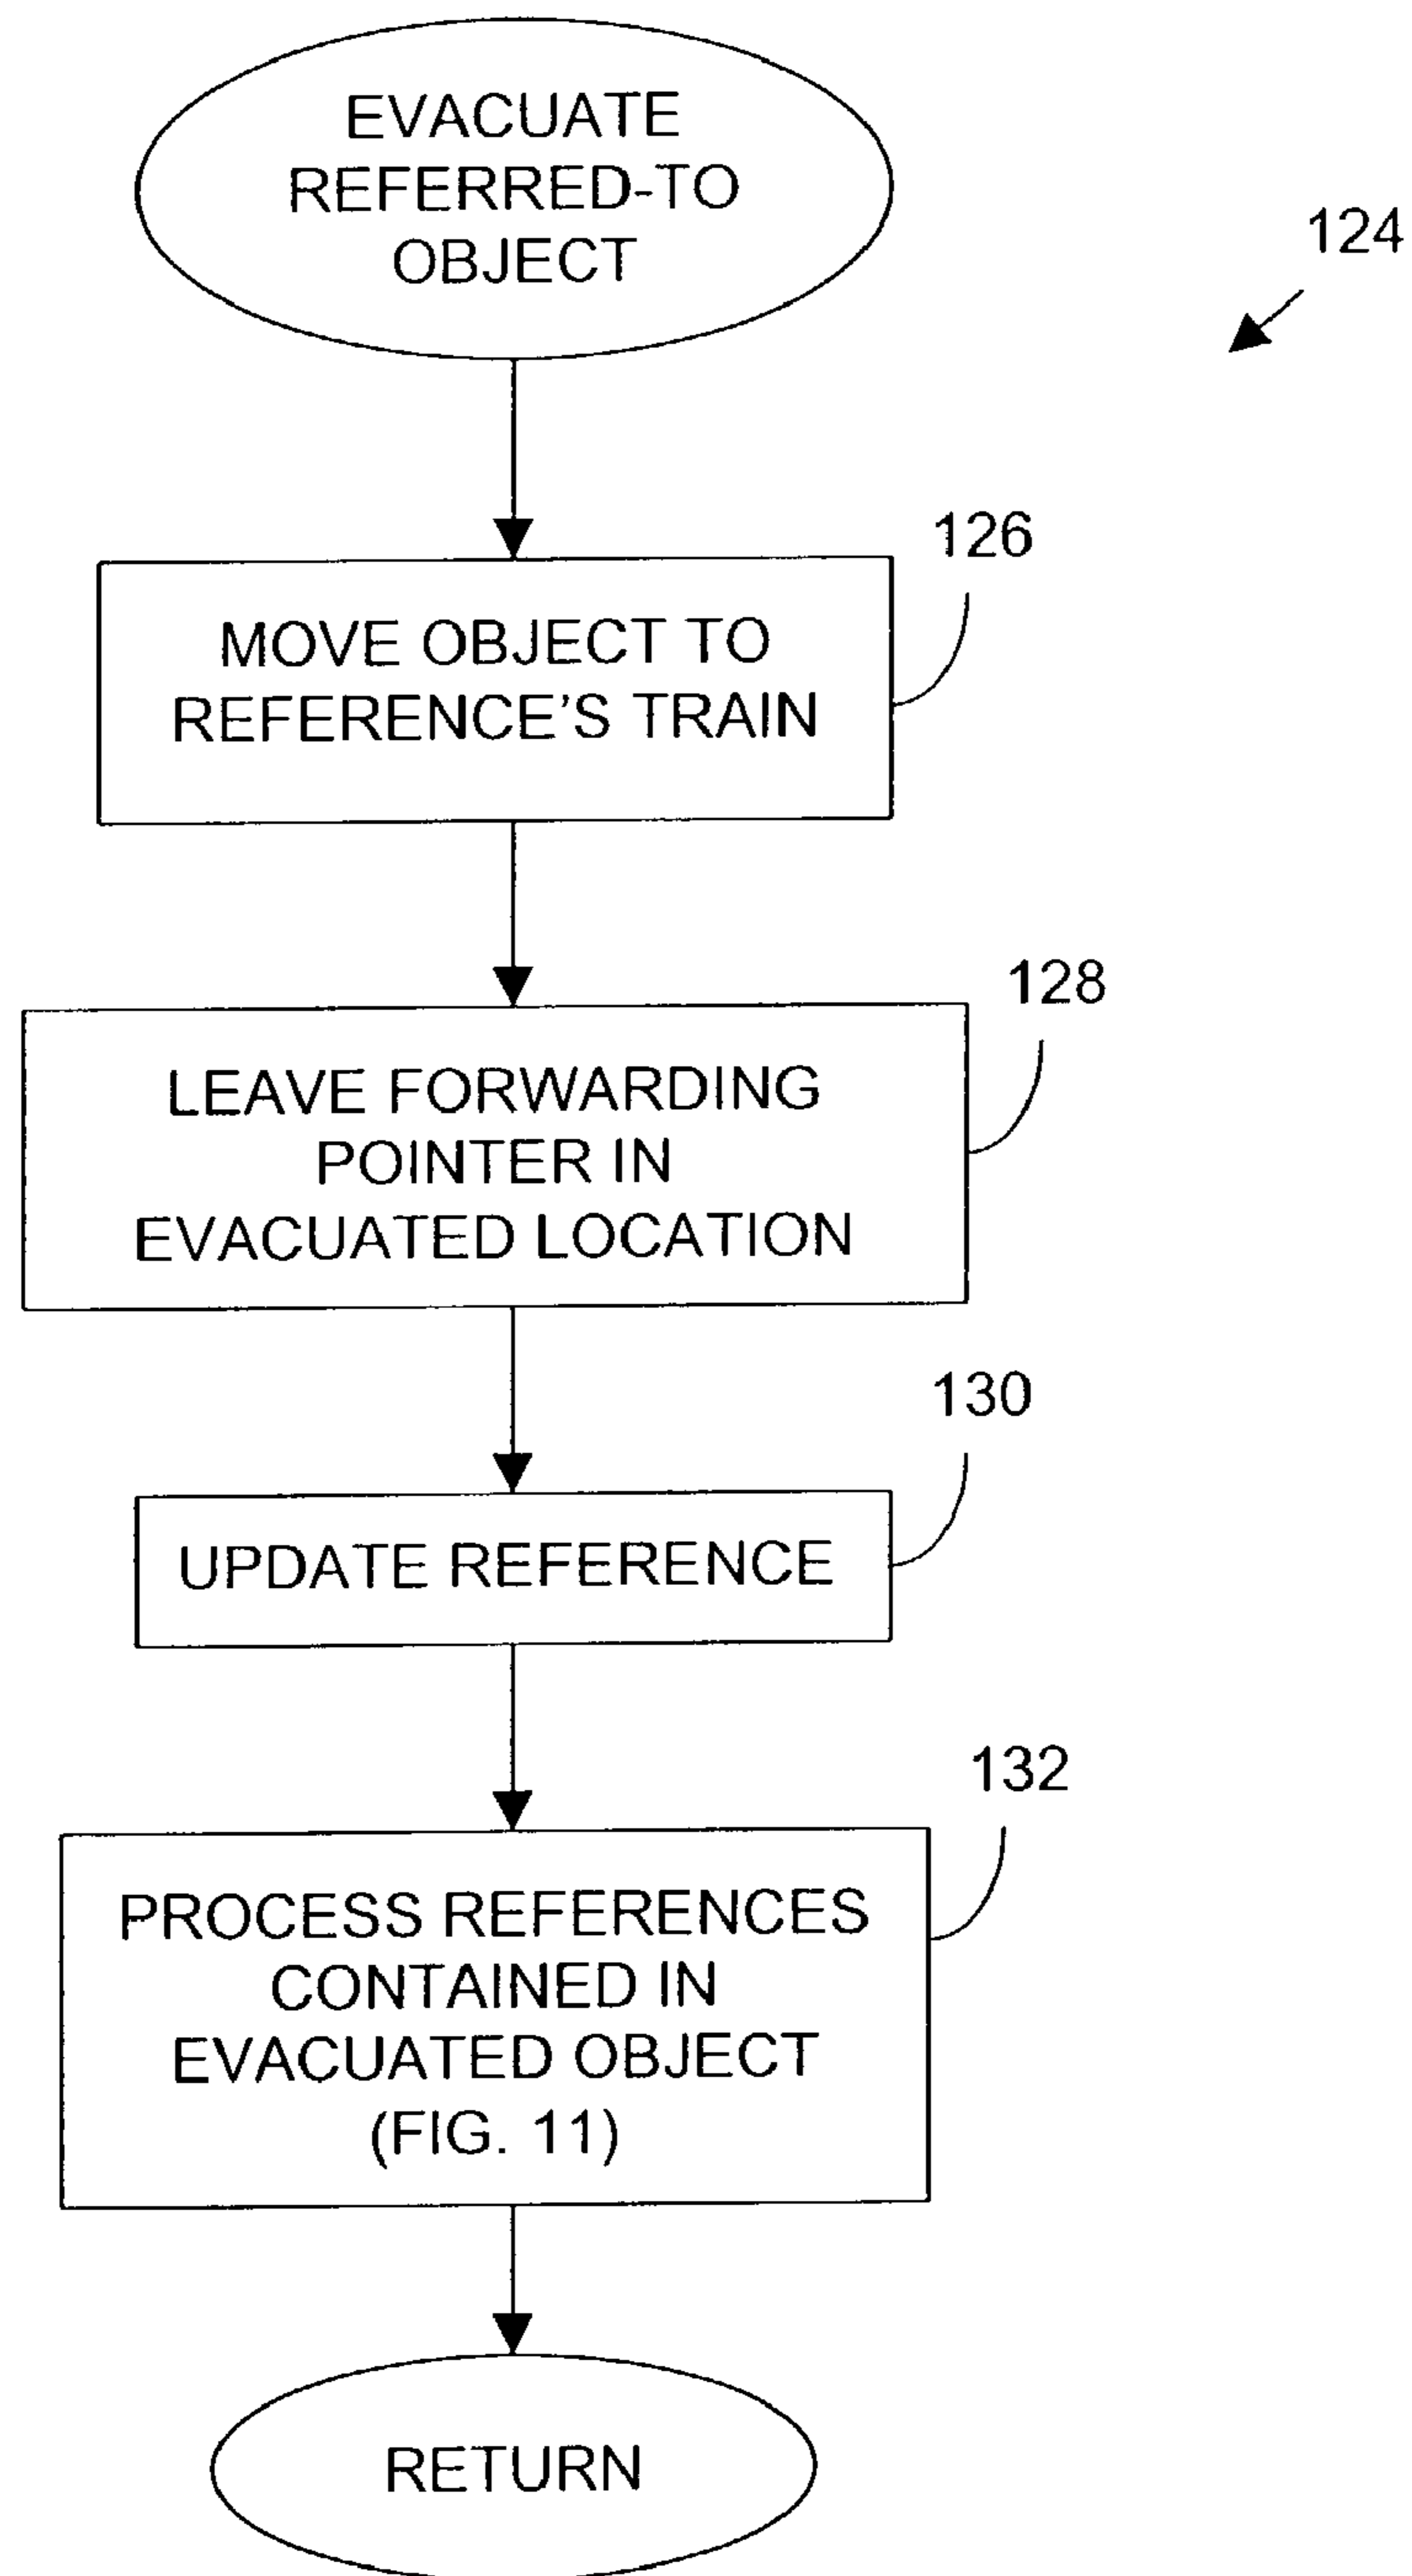 EVACUATE
REFERRED-TO
OBJECT
124
126
MOVE OBJECT TO
REFERENCE'S TRAIN
128
LEAVE FORWARDING
POINTER IN
EVACUATED LOCATION
130
UPDATE REFERENCE
132
PROCESS REFERENCES
CONTAINED IN
EVACUATED OBJECT
(FIG. 11)
RETURN